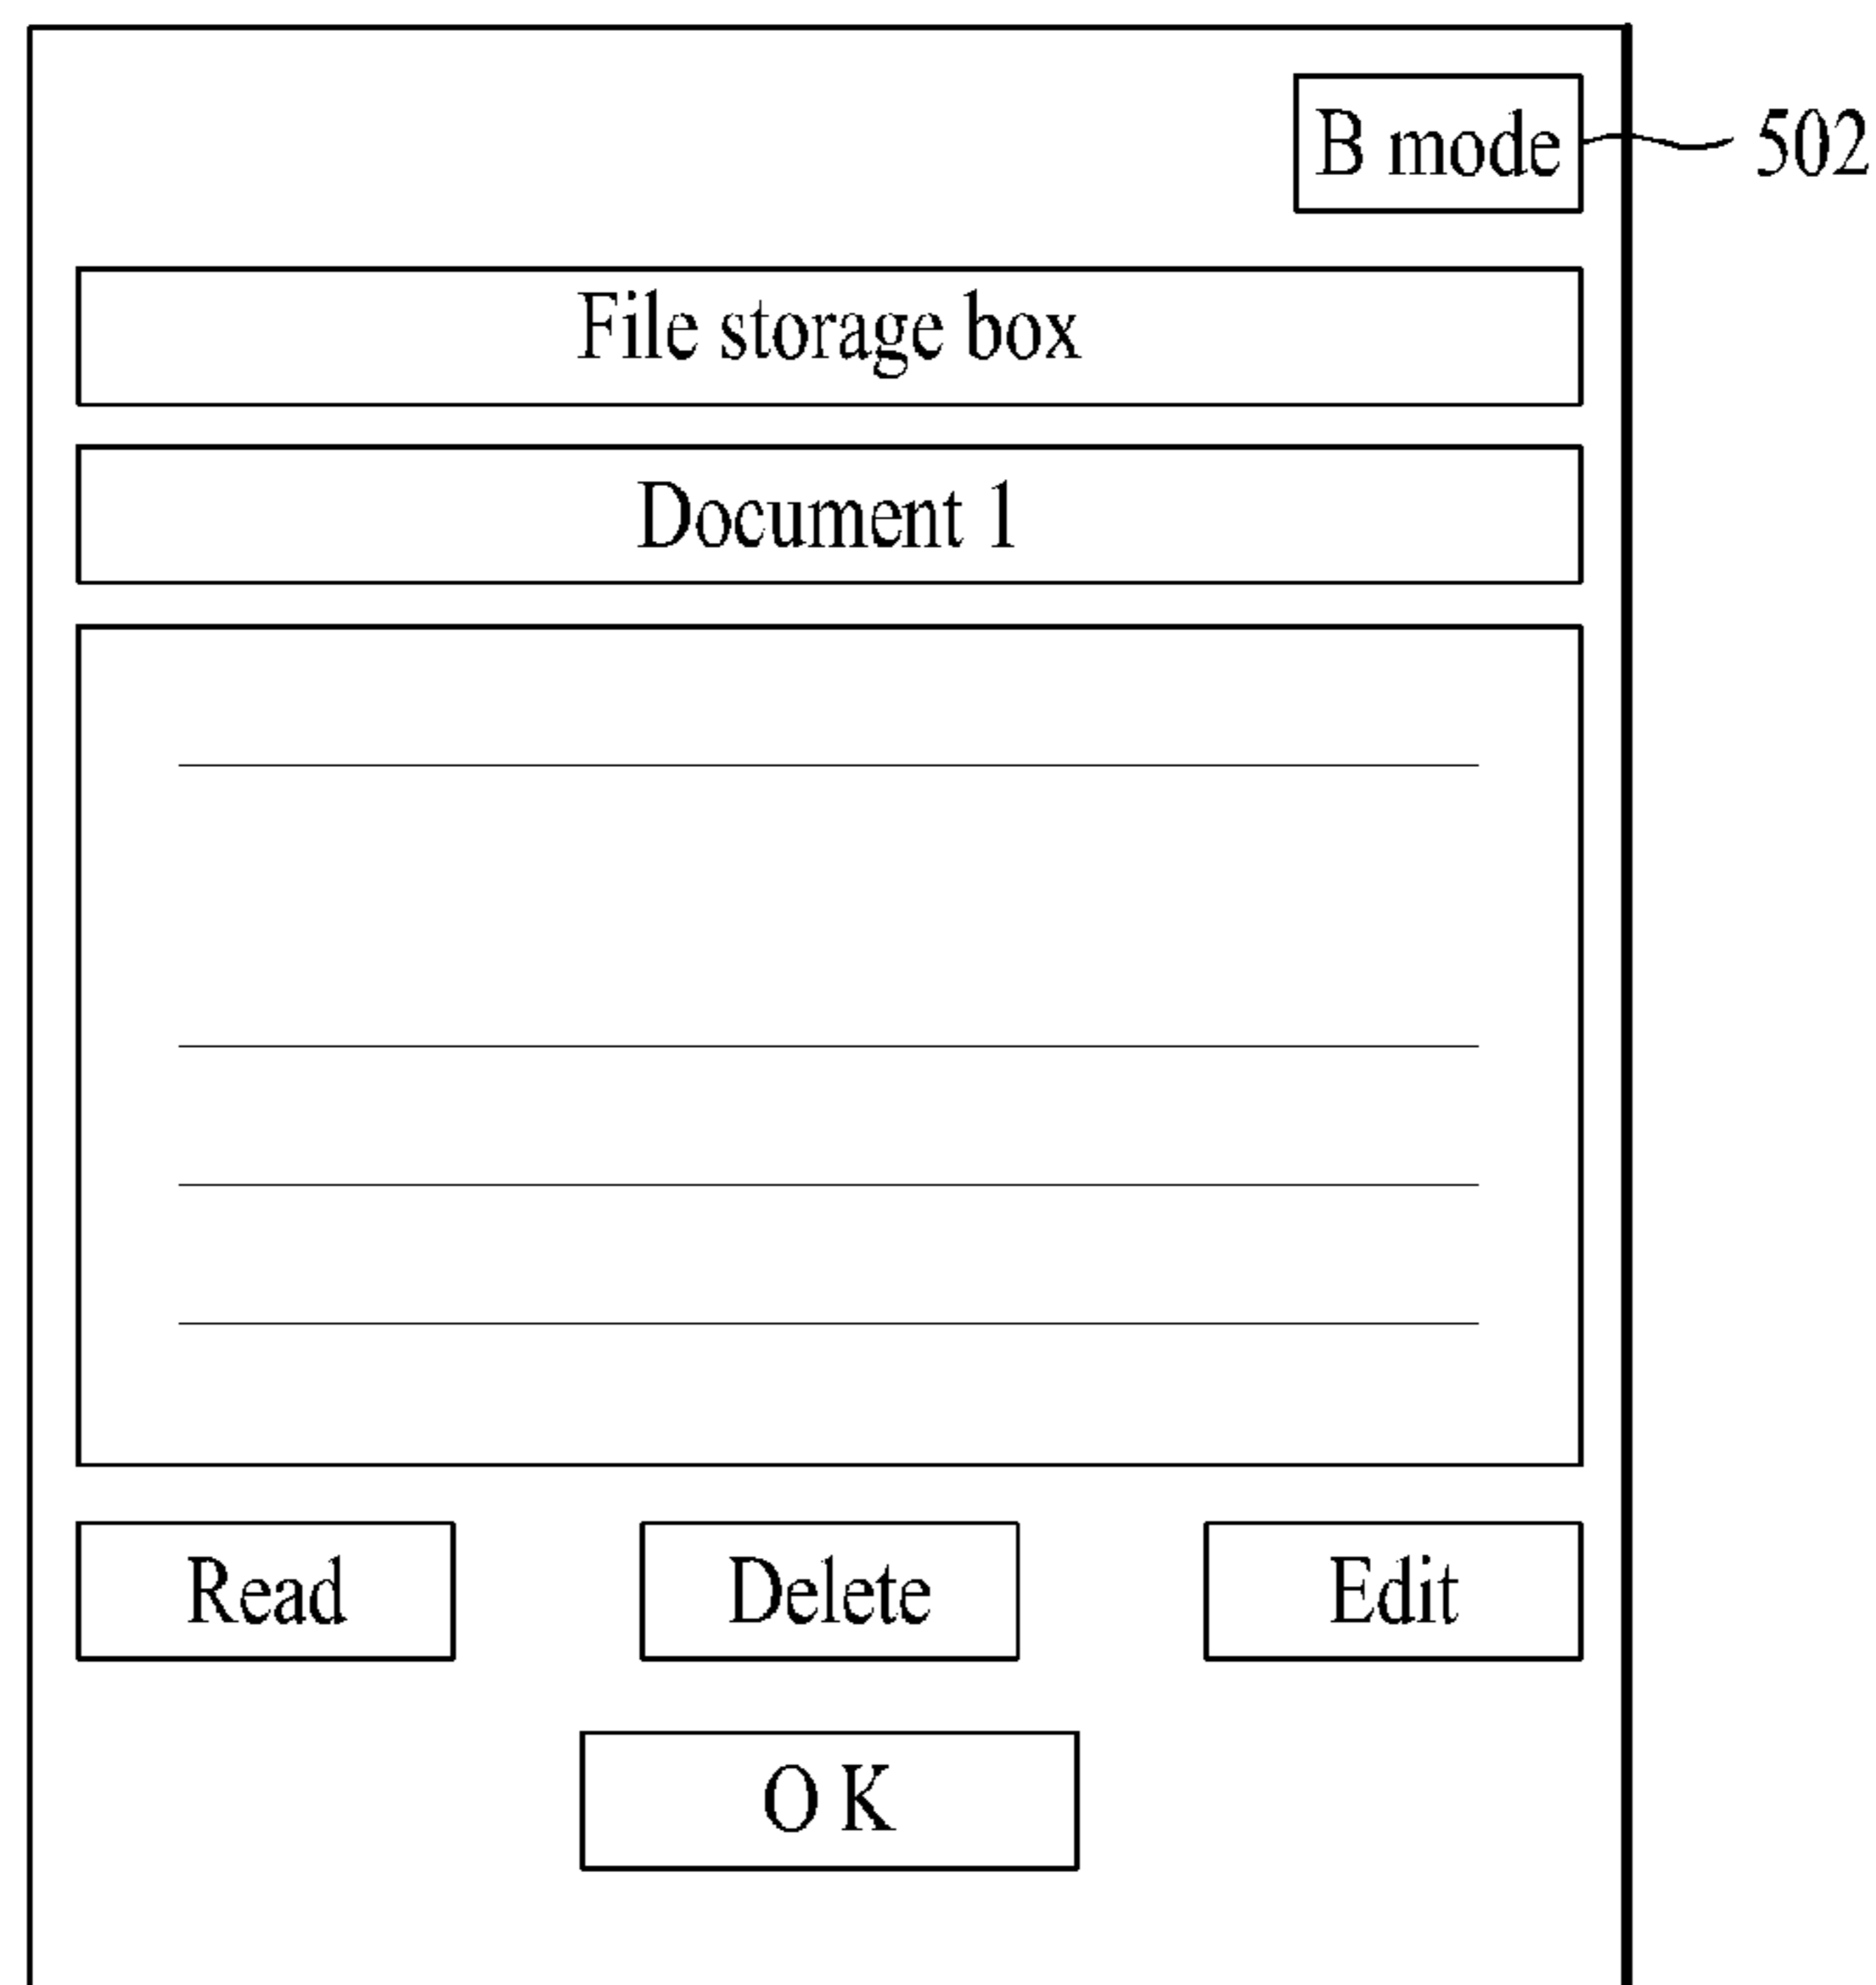 B mode 502
File storage box
Document 1
Read Delete Edit
O K